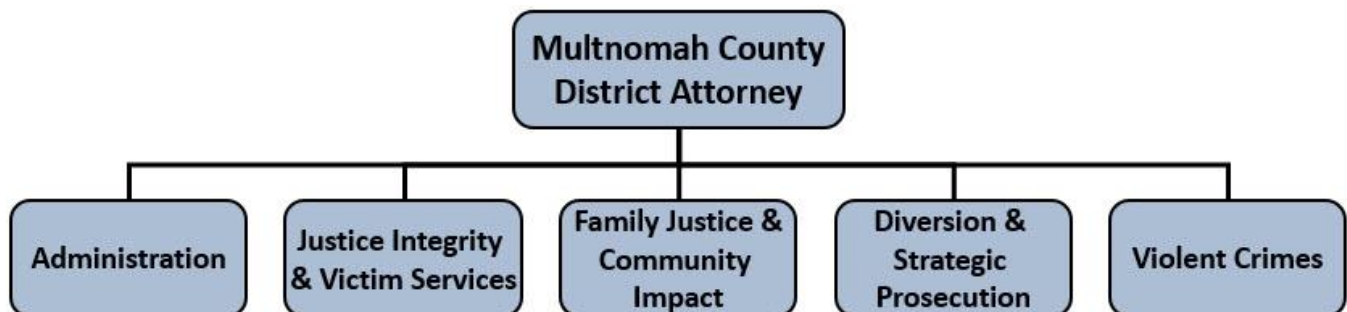 Multnomah County
District Attorney
Administration
Justice Integrity
& Victim Services
Family Justice &
Community
Impact
Diversion &
Strategic
Prosecution
Violent Crimes